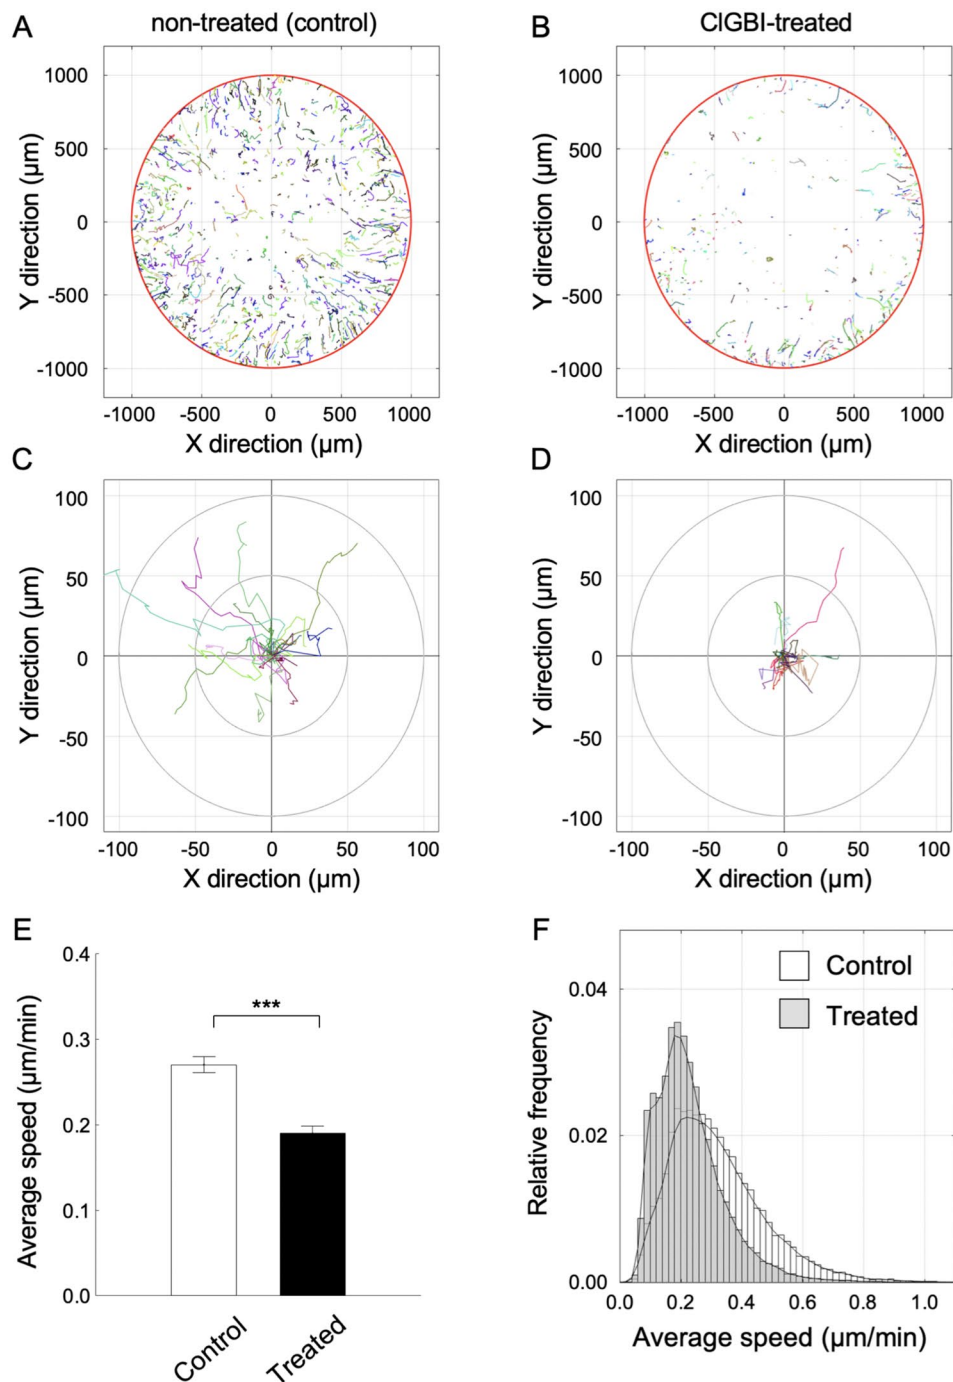 A non-treated (control)
1000
500
0
-500
-1000
Y direction (µm)
-1000 -500 0 500 1000
X direction (µm)
B ClGBI-treated
1000
500
0
-500
-1000
Y direction (µm)
-1000 -500 0 500 1000
X direction (µm)
C
100
50
0
-50
-100
Y direction (µm)
-100 -50 0 50 100
X direction (µm)
D
100
50
0
-50
-100
Y direction (µm)
-100 -50 0 50 100
X direction (µm)
E
0.4
0.3
0.2
0.1
0.0
Average speed (µm/min)
***
Control
Treated
F
Control
Treated
0.04
0.02
0.00
Relative frequency
0.0 0.2 0.4 0.6 0.8 1.0
Average speed (µm/min)